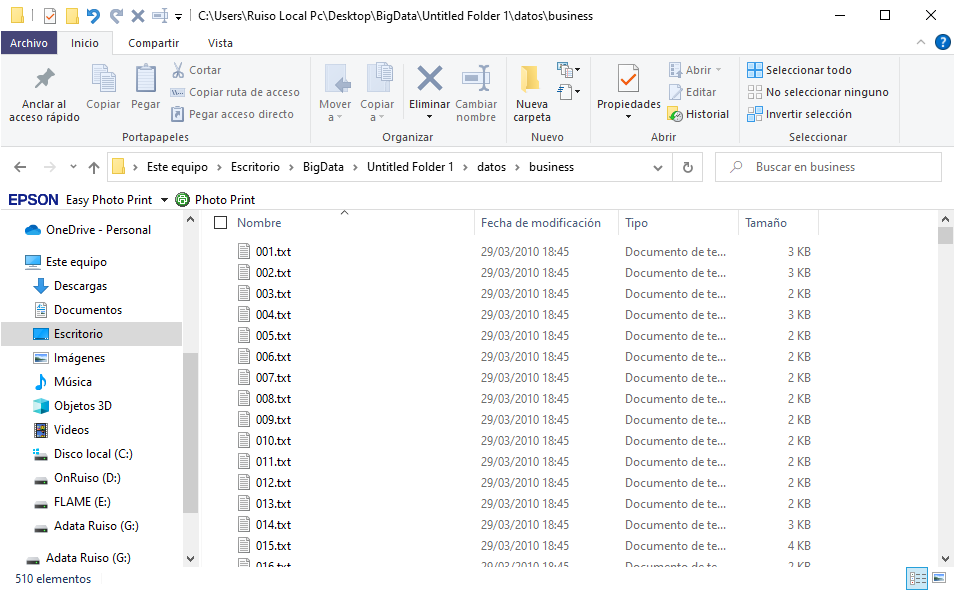 C:\Users\Ruiso Local Pc\Desktop\BigData\Untitled Folder 1\datos\business
Archivo Inicio Compartir Vista
Anclar al acceso rápido
Copiar
Pegar
Cortar
Copiar ruta de acceso
Pegar acceso directo
Portapapeles
Mover a
Copiar a
Eliminar
Cambiar nombre
Organizar
Nueva carpeta
Nuevo
Propiedades
Abrir
Editar
Historial
Abrir
Seleccionar todo
No seleccionar ninguno
Invertir selección
Seleccionar
Este equipo > Escritorio > BigData > Untitled Folder 1 > datos > business
Buscar en business
EPSON Easy Photo Print Photo Print
OneDrive - Personal
Este equipo
Descargas
Documentos
Escritorio
Imágenes
Música
Objetos 3D
Videos
Disco local (C:)
OnRuiso (D:)
FLAME (E:)
Adata Ruiso (G:)
Adata Ruiso (G:)
Nombre Fecha de modificación Tipo Tamaño
001.txt 29/03/2010 18:45 Documento de te... 3 KB
002.txt 29/03/2010 18:45 Documento de te... 3 KB
003.txt 29/03/2010 18:45 Documento de te... 2 KB
004.txt 29/03/2010 18:45 Documento de te... 3 KB
005.txt 29/03/2010 18:45 Documento de te... 2 KB
006.txt 29/03/2010 18:45 Documento de te... 2 KB
007.txt 29/03/2010 18:45 Documento de te... 2 KB
008.txt 29/03/2010 18:45 Documento de te... 2 KB
009.txt 29/03/2010 18:45 Documento de te... 2 KB
010.txt 29/03/2010 18:45 Documento de te... 2 KB
011.txt 29/03/2010 18:45 Documento de te... 2 KB
012.txt 29/03/2010 18:45 Documento de te... 2 KB
013.txt 29/03/2010 18:45 Documento de te... 2 KB
014.txt 29/03/2010 18:45 Documento de te... 3 KB
015.txt 29/03/2010 18:45 Documento de te... 4 KB
016.txt 29/03/2010 18:45 Documento de te... 2 KB
510 elementos